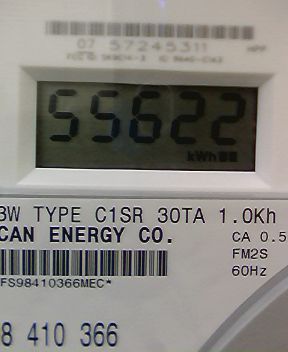 07 57245311
55622
kWh
3W TYPE C1SR 30TA 1.0Kh
CAN ENERGY CO.
CA 0.5
FM2S
60Hz
FS98410366MEC*
8 410 366